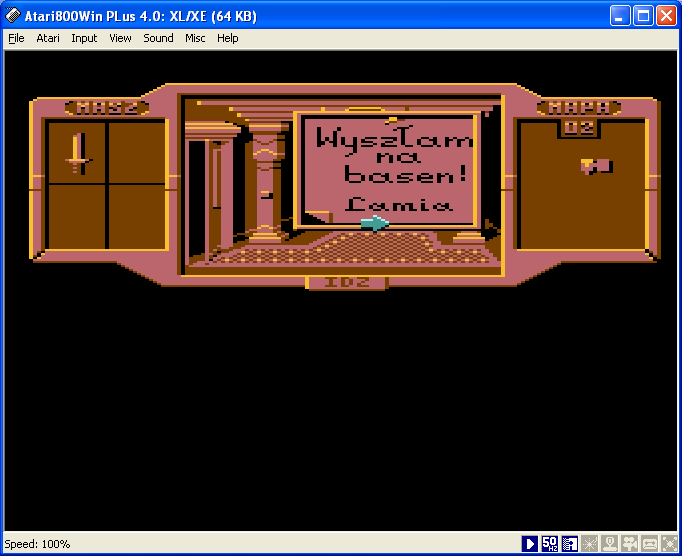 Atari800Win PLus 4.0: XL/XE (64 KB)
File Atari Input View Sound Misc Help
MASZ
MAPA
02
Wyszłam
na
basen!
Lamia
IDZ
Speed: 100%
50
HZ